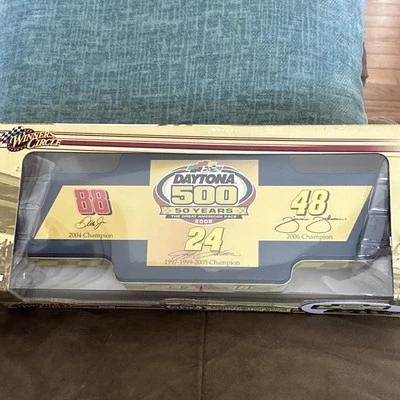 WINNER'S CIRCLE
DAYTONA
500
50 YEARS
THE GREAT AMERICAN RACE
2008
88
2004 Champion
48
2006 Champion
24
1997-1999-2005 Champion